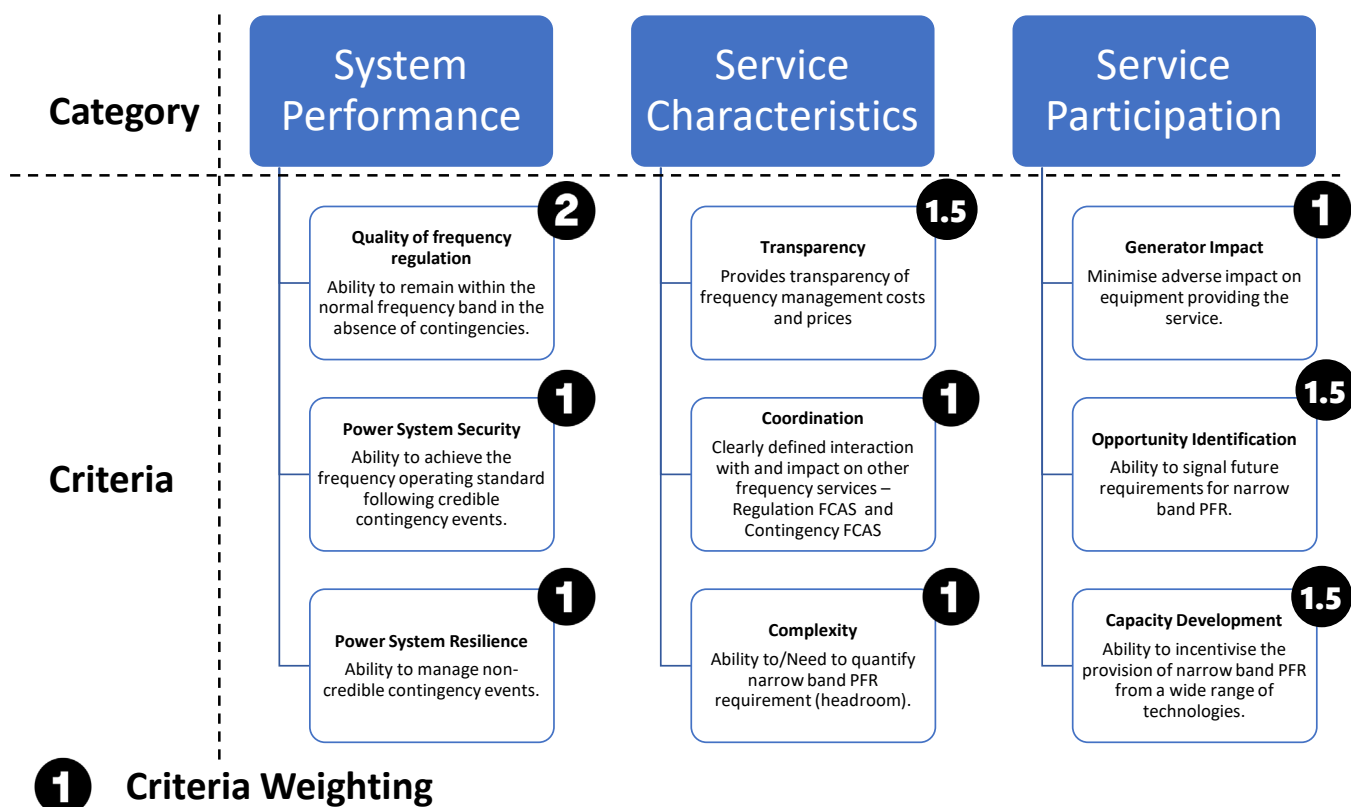 Category
System
Performance
Service
Characteristics
Service
Participation
Criteria
2
Quality of frequency
regulation
Ability to remain within the
normal frequency band in the
absence of contingencies.
1
Power System Security
Ability to achieve the
frequency operating standard
following credible
contingency events.
1
Power System Resilience
Ability to manage non-
credible contingency events.
1.5
Transparency
Provides transparency of
frequency management costs
and prices
1
Coordination
Clearly defined interaction
with and impact on other
frequency services –
Regulation FCAS and
Contingency FCAS
1
Complexity
Ability to/Need to quantify
narrow band PFR
requirement (headroom).
1
Generator Impact
Minimise adverse impact on
equipment providing the
service.
1.5
Opportunity Identification
Ability to signal future
requirements for narrow
band PFR.
1.5
Capacity Development
Ability to incentivise the
provision of narrow band PFR
from a wide range of
technologies.
1 Criteria Weighting